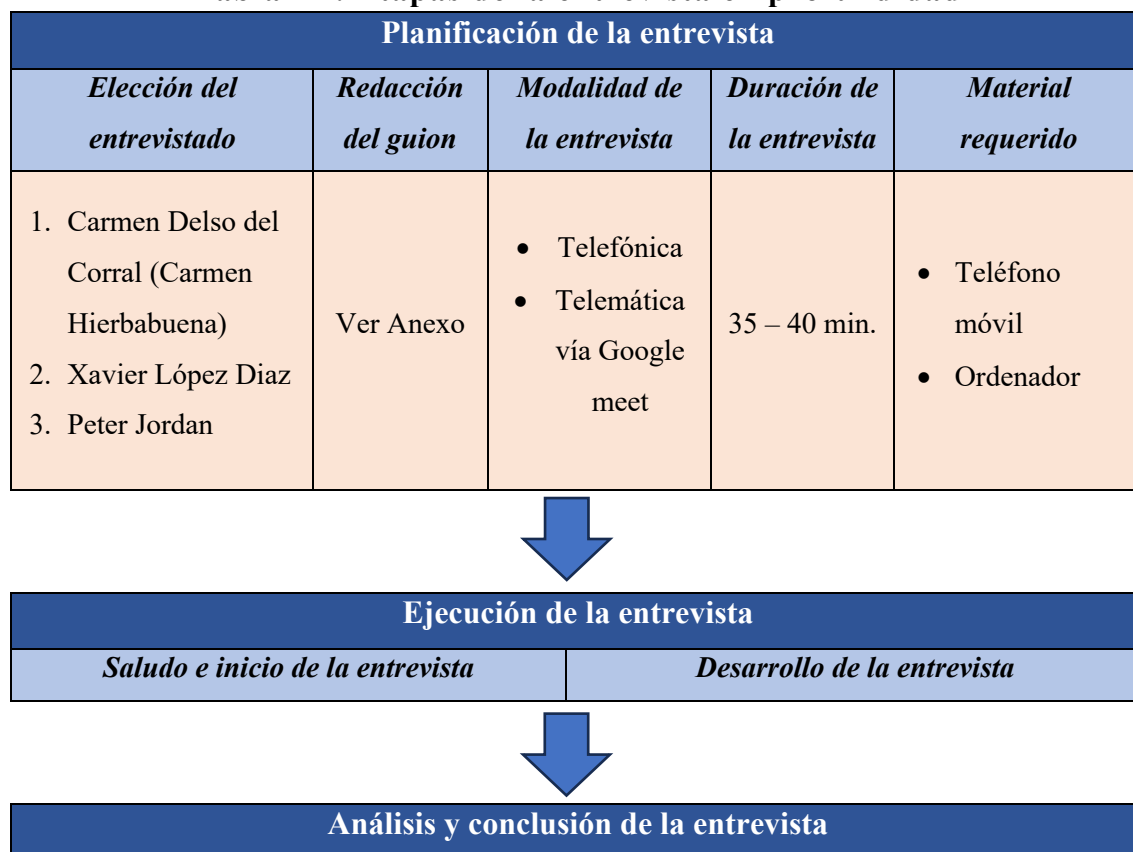 Planificación de la entrevista
Elección del
entrevistado
Redacción
del guion
Modalidad de
la entrevista
Duración de
la entrevista
Material
requerido
1. Carmen Delso del
Corral (Carmen
Hierbabuena)
2. Xavier López Diaz
3. Peter Jordan
Ver Anexo
• Telefónica
• Telemática
vía Google
meet
35 – 40 min.
• Teléfono
móvil
• Ordenador
Ejecución de la entrevista
Saludo e inicio de la entrevista
Desarrollo de la entrevista
Análisis y conclusión de la entrevista